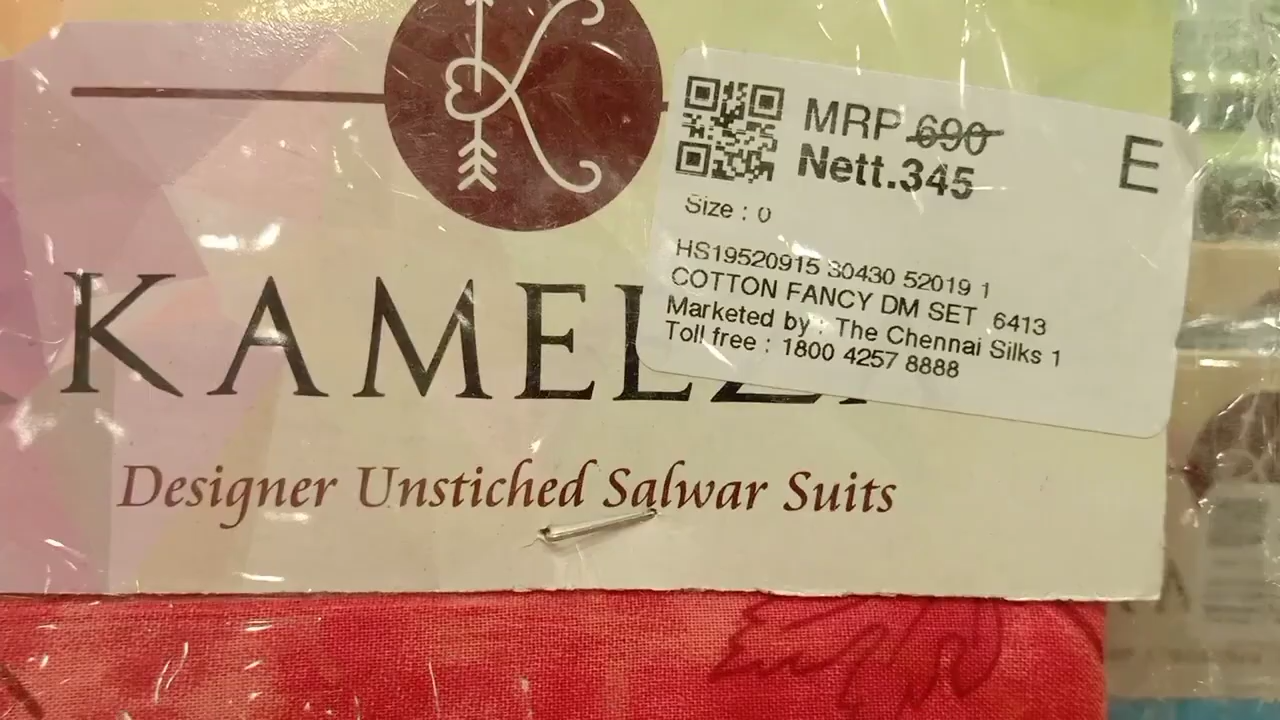 MRP 690
Nett.345
E
Size : 0
HS19520915 30430 52019 1
COTTON FANCY DM SET 6413
Marketed by : The Chennai Silks 1
Toll free : 1800 4257 8888
Designer Unstiched Salwar Suits